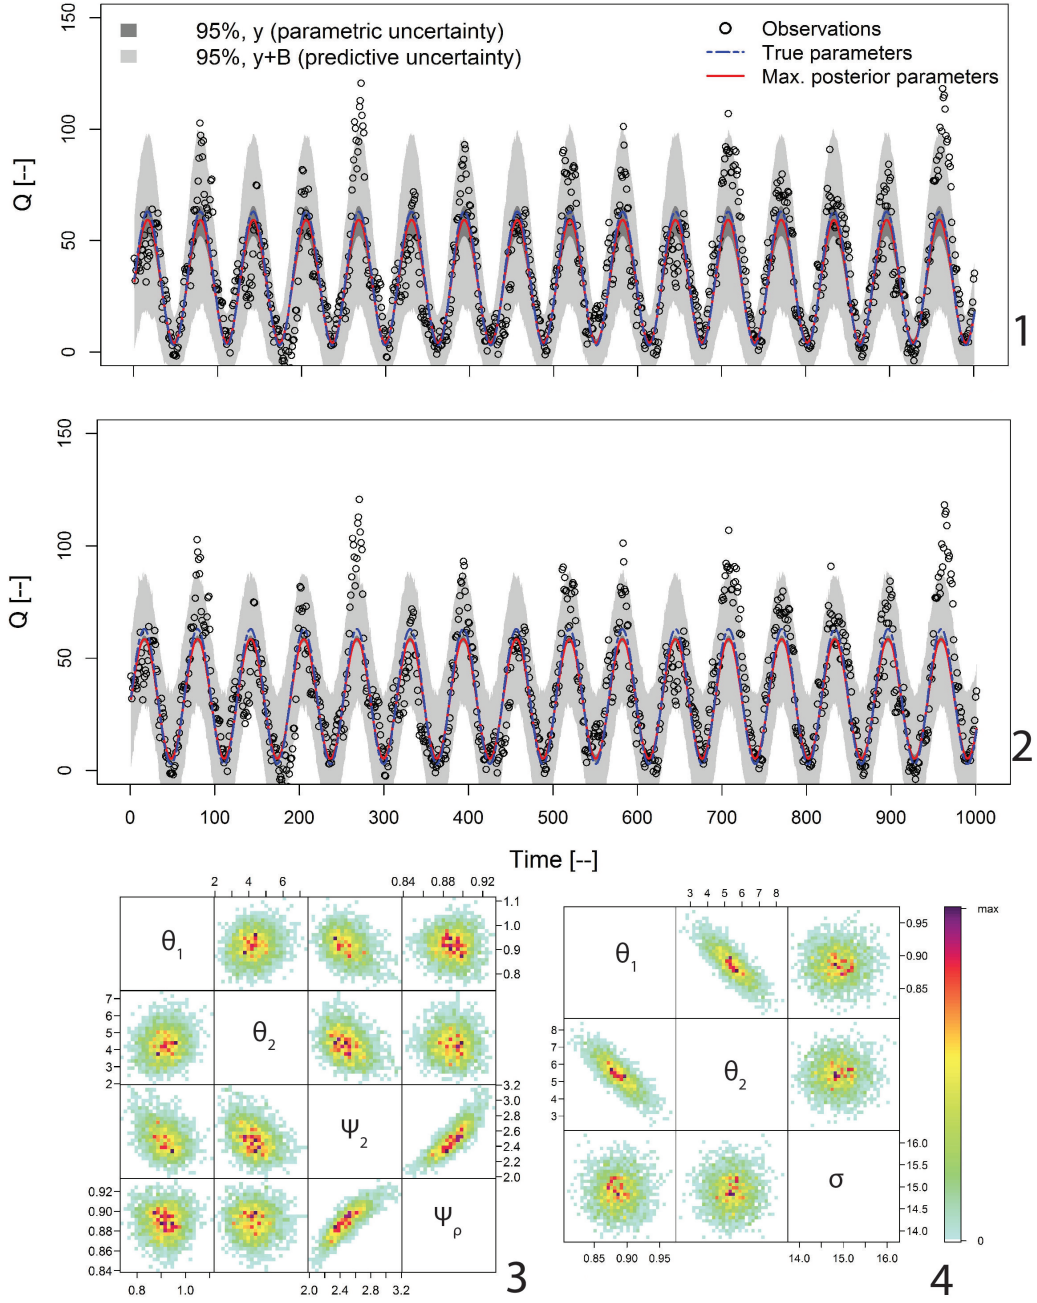 95%, y (parametric uncertainty)
95%, y+B (predictive uncertainty)
Observations
True parameters
Max. posterior parameters
Q [--]
150
100
50
0
1
Q [--]
150
100
50
0
0 100 200 300 400 500 600 700 800 900 1000
2
Time [--]
2 4 6
0.84 0.88 0.92
θ1
1.1
1.0
0.9
0.8
7
6
5
4
3
2
θ2
ψ2
3.2
3.0
2.8
2.6
2.4
2.2
2.0
0.92
0.90
0.88
0.86
0.84
ψρ
0.8 1.0
2.0 2.4 2.8 3.2
3
3 4 5 6 7 8
θ1
0.95
0.90
0.85
8
7
6
5
4
3
θ2
σ
16.0
15.5
15.0
14.5
14.0
0.85 0.90 0.95
14.0 15.0 16.0
max
0
4